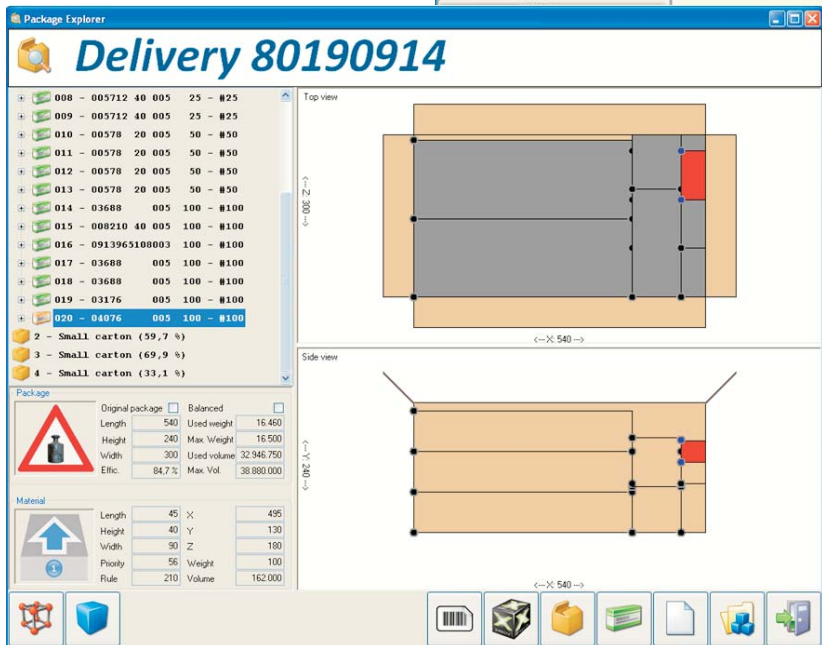 Package Explorer
Delivery 80190914
008 - 005712 40 005 25 - #25
009 - 005712 40 005 25 - #25
010 - 00578 20 005 50 - #50
011 - 00578 20 005 50 - #50
012 - 00578 20 005 50 - #50
013 - 00578 20 005 50 - #50
014 - 03688 005 100 - #100
015 - 008210 40 005 100 - #100
016 - 0913965108003 100 - #100
017 - 03688 005 100 - #100
018 - 03688 005 100 - #100
019 - 03176 005 100 - #100
020 - 04076 005 100 - #100
2 - Small carton (59,7 %)
3 - Small carton (69,9 %)
4 - Small carton (33,1 %)
Package
Original package Balanced
Length 540 Used weight 16.460
Height 240 Max. Weight 16.500
Width 300 Used volume 32.946.750
Effic. 84,7 % Max. Vol. 38.880.000
Material
Length 45 X 495
Height 40 Y 130
Width 90 Z 180
Priority 56 Weight 100
Rule 210 Volume 162.000
Top view
<--- Z: 300 --->
<--- X: 540 --->
Side view
<--- Y: 240 --->
<--- X: 540 --->